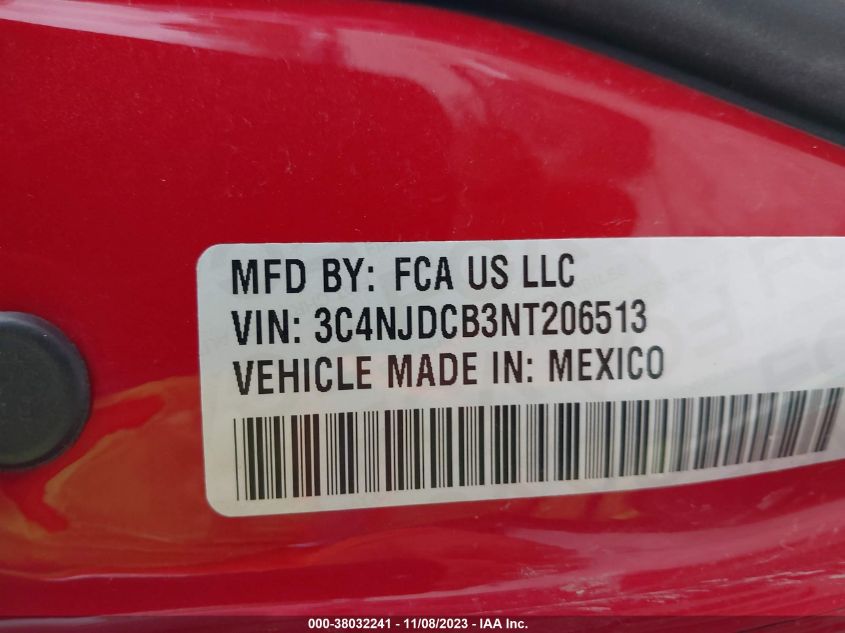 MFD BY: FCA US LLC
VIN: 3C4NJDCB3NT206513
VEHICLE MADE IN: MEXICO
000-38032241 - 11/08/2023 - IAA Inc.